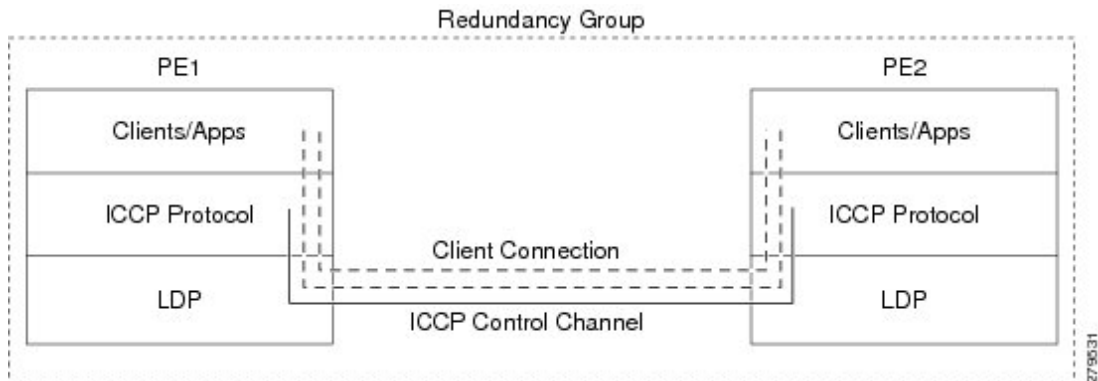 Redundancy Group
PE1
PE2
Clients/Apps
Clients/Apps
ICCP Protocol
ICCP Protocol
Client Connection
LDP
LDP
ICCP Control Channel
279531